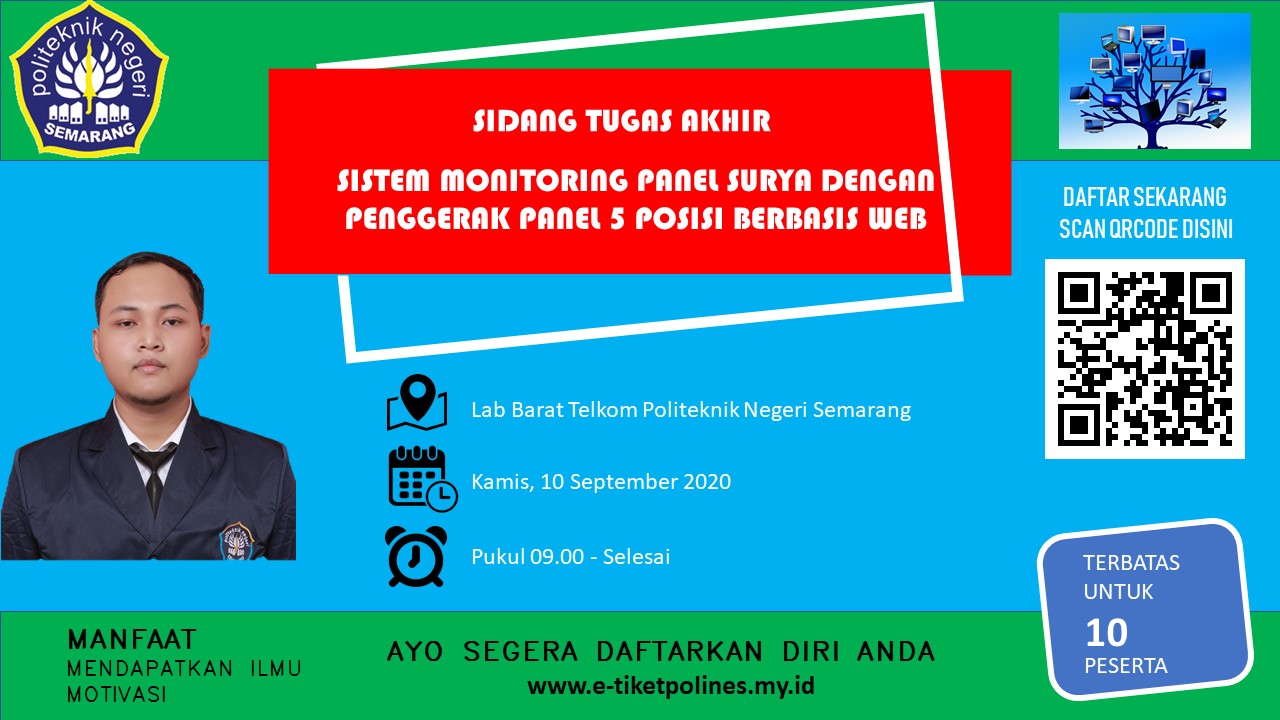 politeknik negeri
SEMARANG
SIDANG TUGAS AKHIR
SISTEM MONITORING PANEL SURYA DENGAN
PENGGERAK PANEL 5 POSISI BERBASIS WEB
DAFTAR SEKARANG
SCAN QRCODE DISINI
Lab Barat Telkom Politeknik Negeri Semarang
Kamis, 10 September 2020
Pukul 09.00 - Selesai
politeknik negeri
TERBATAS
UNTUK
10
PESERTA
MANFAAT
MENDAPATKAN ILMU
MOTIVASI
AYO SEGERA DAFTARKAN DIRI ANDA
www.e-tiketpolines.my.id